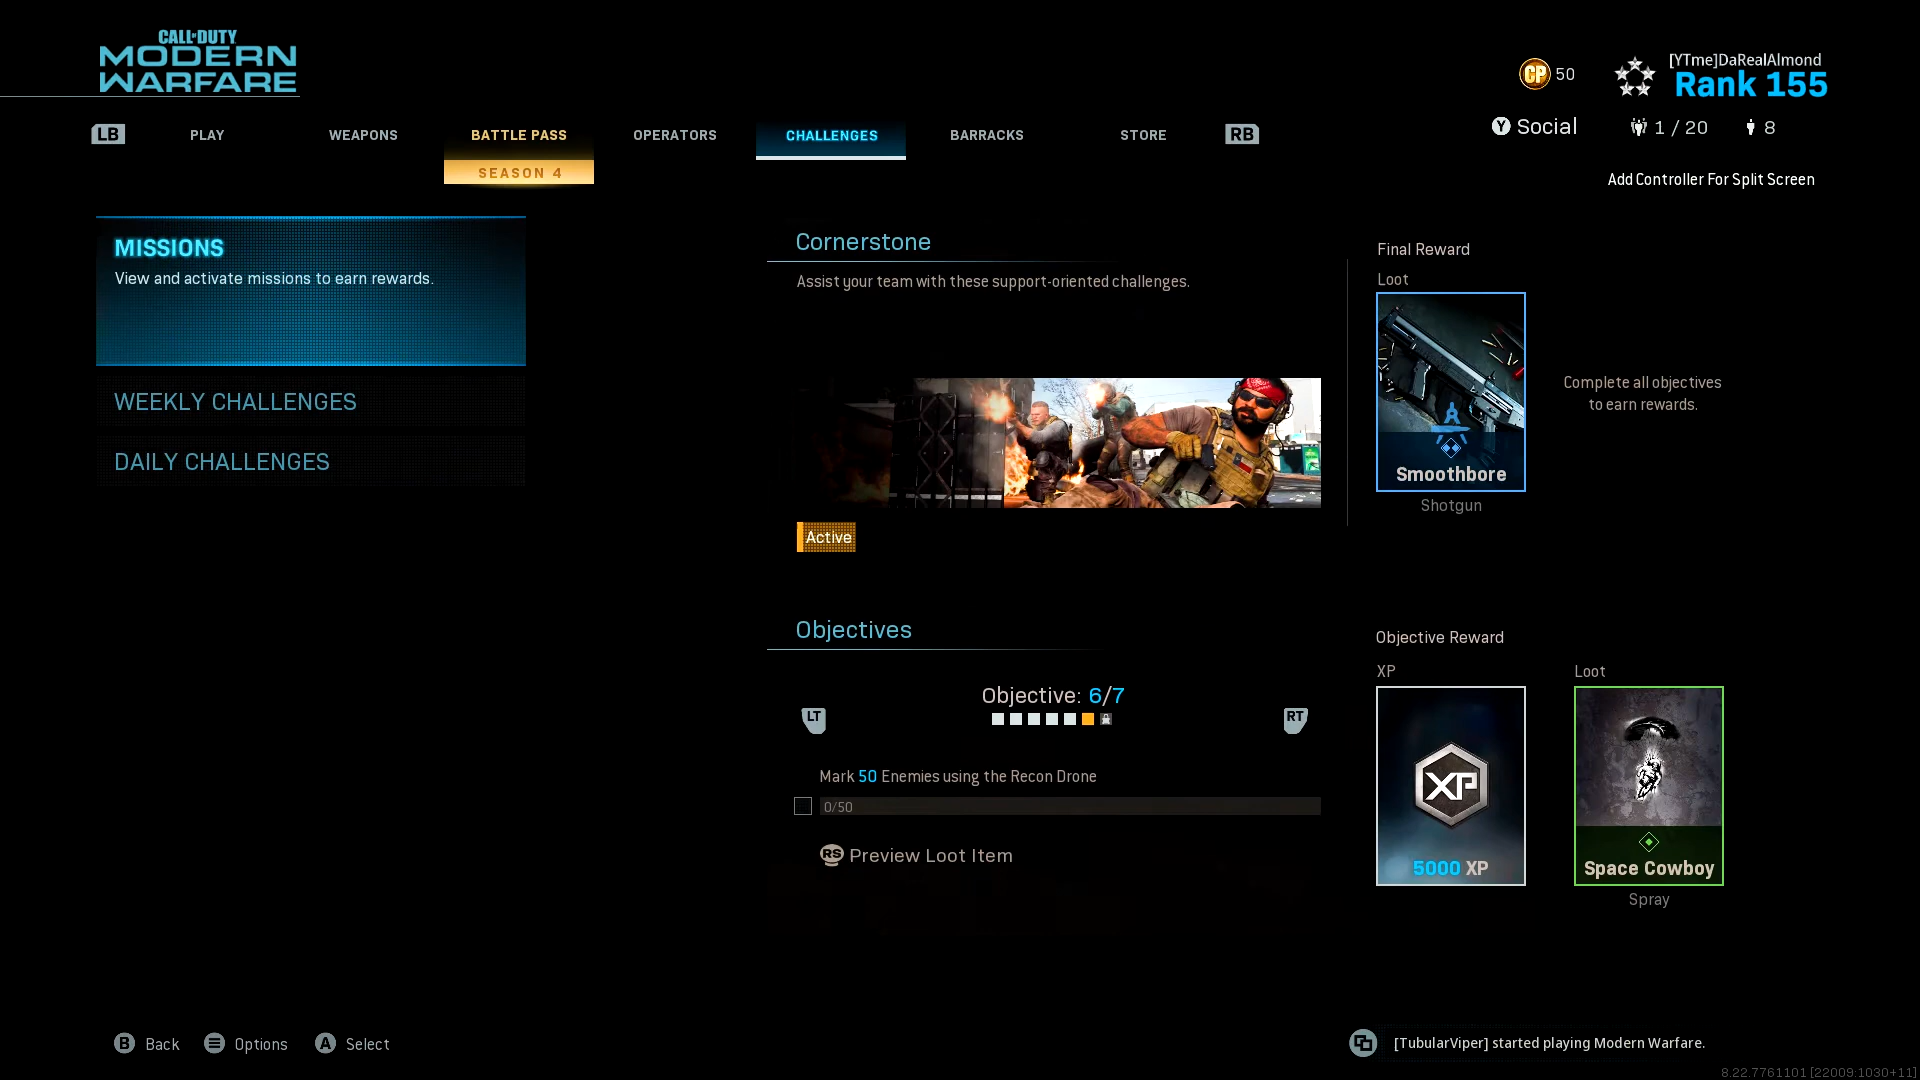 CALL OF DUTY
MODERN
WARFARE
GP 50
[YTme]DaRealAlmond
Rank 155
LB PLAY WEAPONS BATTLE PASS OPERATORS CHALLENGES BARRACKS STORE RB
SEASON 4
Y Social 1 / 20 8
Add Controller For Split Screen
MISSIONS
View and activate missions to earn rewards.
WEEKLY CHALLENGES
DAILY CHALLENGES
Cornerstone
Assist your team with these support-oriented challenges.
Active
Final Reward
Loot
Smoothbore
Shotgun
Complete all objectives
to earn rewards.
Objectives
Objective: 6/7
LT RT
Mark 50 Enemies using the Recon Drone
0/50
RS Preview Loot Item
Objective Reward
XP
XP
5000 XP
Loot
Space Cowboy
Spray
B Back Options A Select
[TubularViper] started playing Modern Warfare.
8.22.7761101 [22009:1030+11]